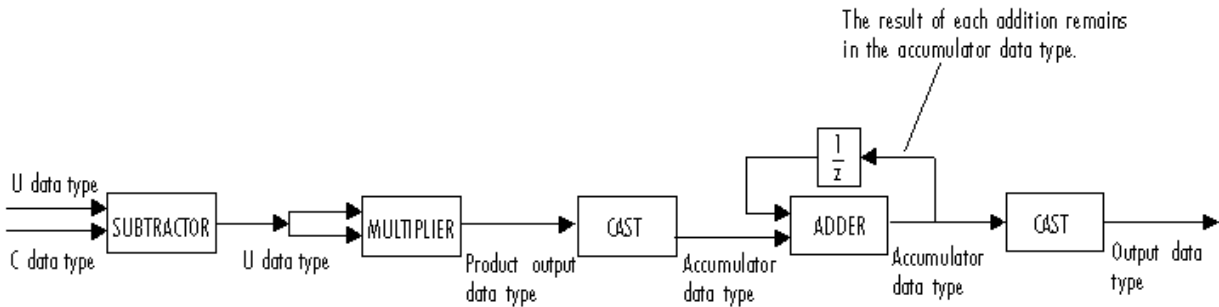 The result of each addition remains
in the accumulator data type.
1
z
U data type
SUBTRACTOR
MULTIPLIER
CAST
ADDER
CAST
C data type
U data type
Product output
data type
Accumulator
data type
Accumulator
data type
Output data
type